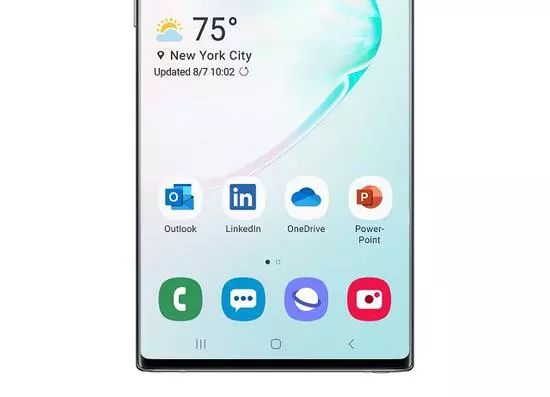 75°
New York City
Updated 8/7 10:02
Outlook
LinkedIn
OneDrive
Power-
Point